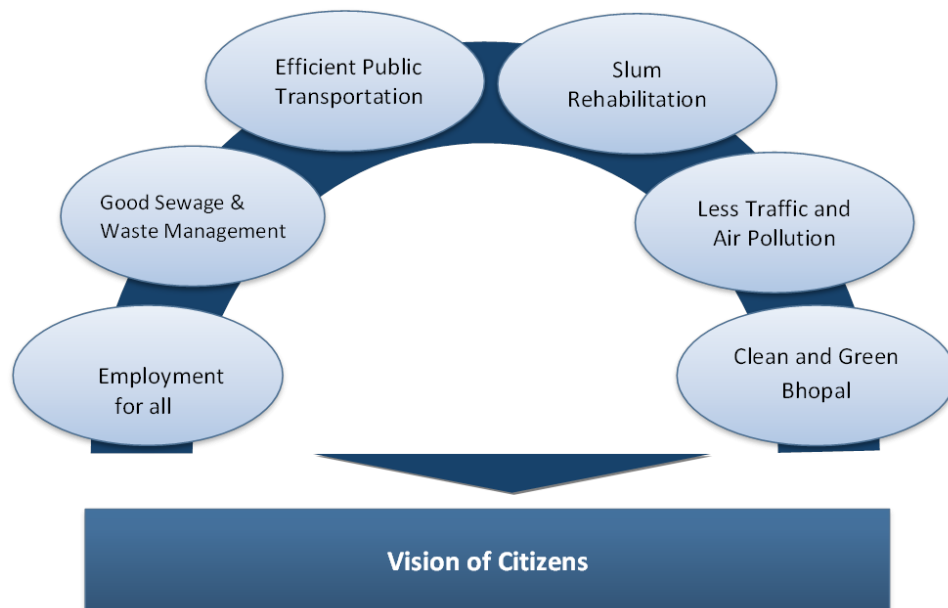 Efficient Public
Transportation
Slum
Rehabilitation
Good Sewage &
Waste Management
Less Traffic and
Air Pollution
Employment
for all
Clean and Green
Bhopal
Vision of Citizens